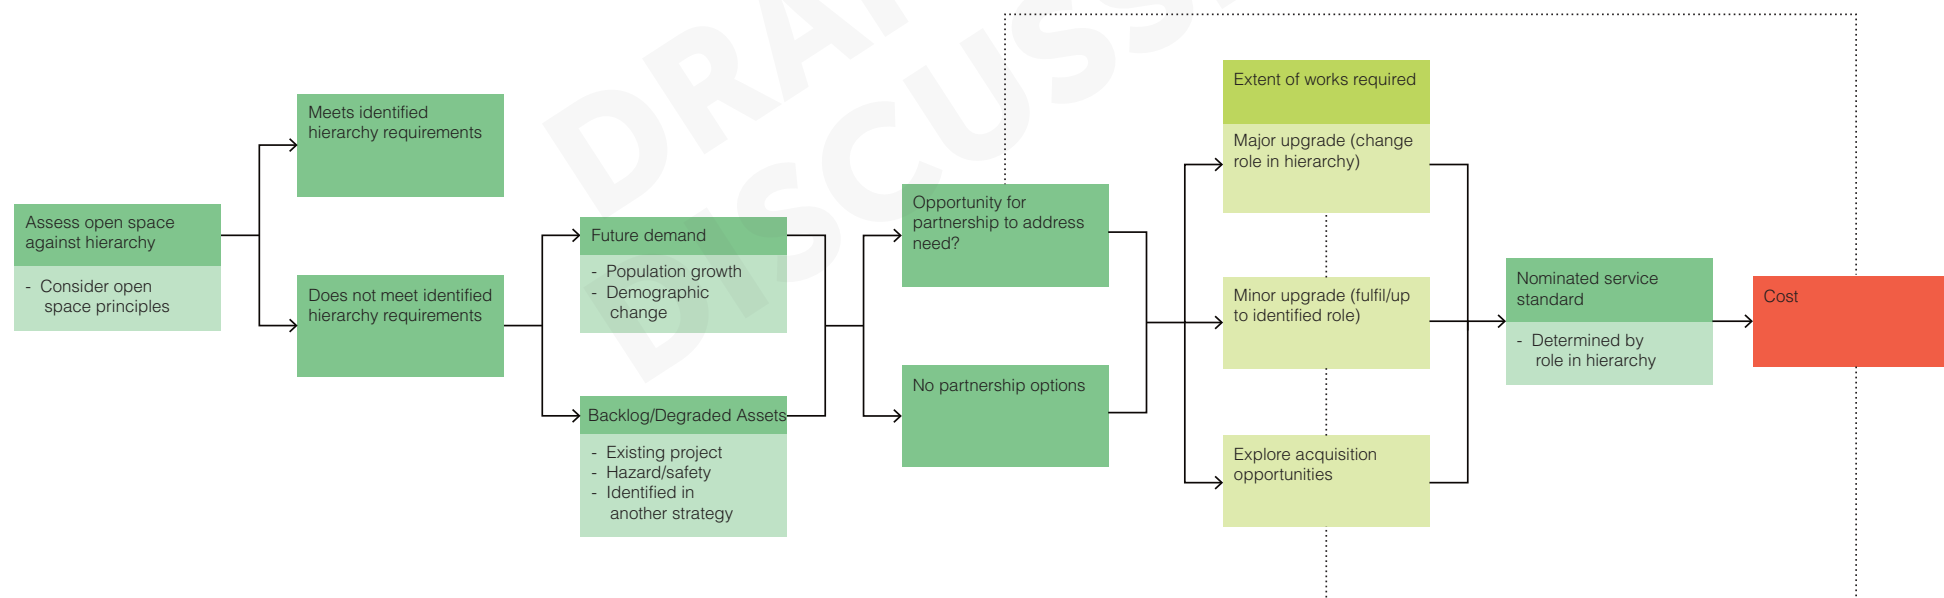 Assess open space
against hierarchy
- Consider open
space principles
Meets identified
hierarchy requirements
Does not meet identified
hierarchy requirements
Future demand
- Population growth
- Demographic
change
Backlog/Degraded Assets
- Existing project
- Hazard/safety
- Identified in
another strategy
Opportunity for
partnership to address
need?
No partnership options
Extent of works required
Major upgrade (change
role in hierarchy)
Minor upgrade (fulfil/up
to identified role)
Explore acquisition
opportunities
Nominated service
standard
- Determined by
role in hierarchy
Cost